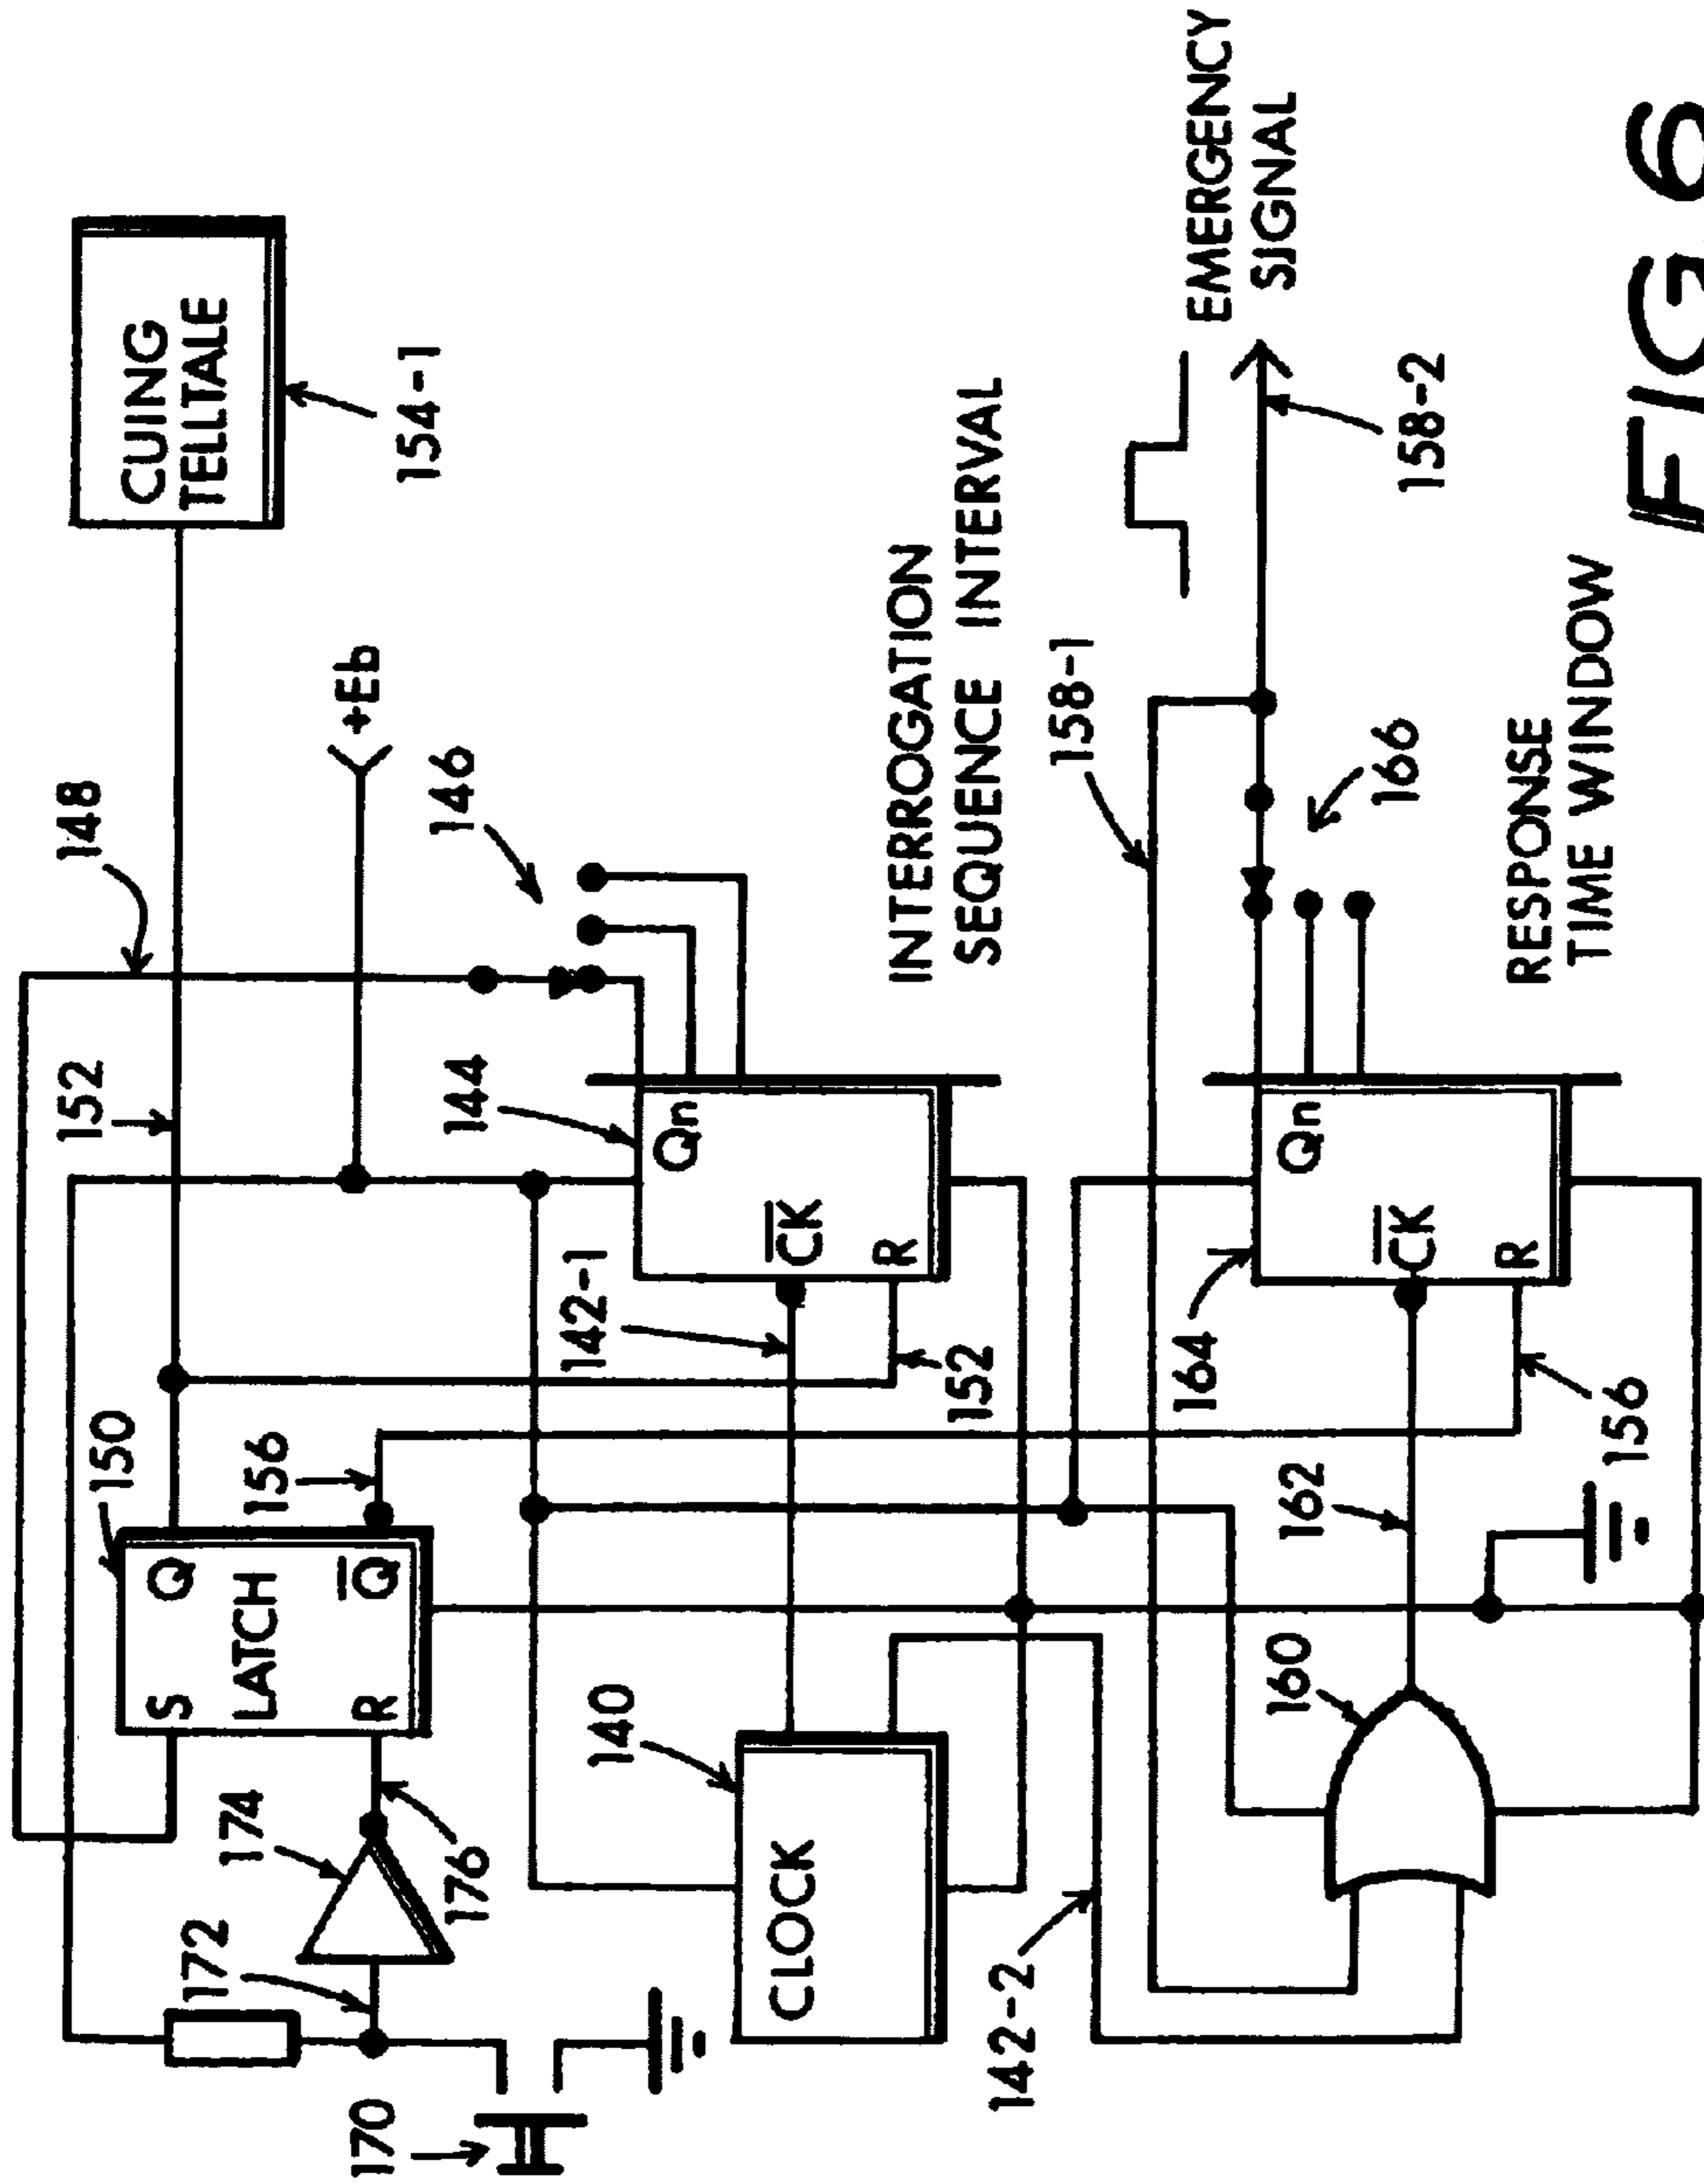 148
152
CUING
TELLTALE
154-1
+Eb
150
S
Q
LATCH
R
Q̅
156
174
176
172
170
144
146
Qn
C̅K̅
R
142-1
152
INTERROGATION
SEQUENCE INTERVAL
140
CLOCK
142-2
158-1
EMERGENCY
SIGNAL
158-2
164
Qn
C̅K̅
R
166
162
160
156
RESPONSE
TIME WINDOW
FIG 6